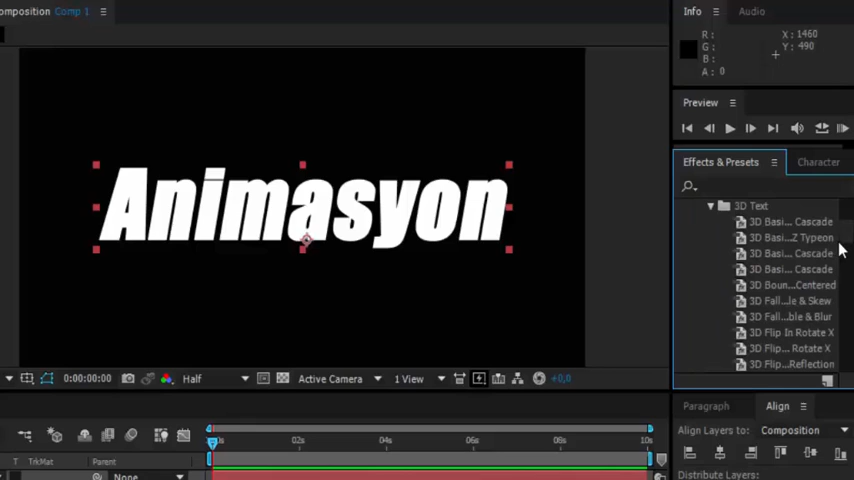 omposition Comp 1
Info
Audio
R :
G :
B :
A : 0
X : 1460
Y : 490
Preview
Effects & Presets
Character
3D Text
3D Basi... Cascade
3D Basi...Z Typeon
3D Basi... Cascade
3D Basi... Cascade
3D Boun...Centered
3D Fall...le & Skew
3D Fall...ble & Blur
3D Flip In Rotate X
3D Flip... Rotate X
3D Flip...Reflection
Animasyon
0:00:00:00
Half
Active Camera
1 View
+0,0
Paragraph
Align
Align Layers to:
Composition
Distribute Layers:
02s
04s
06s
08s
10s
T TrkMat
Parent
None